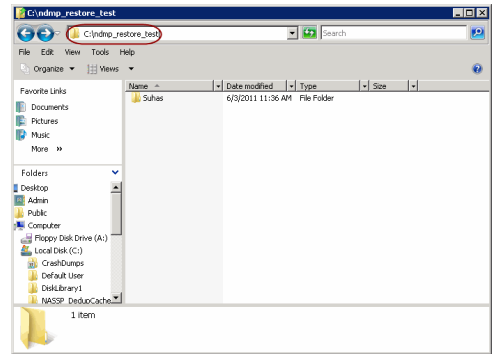 C:\ndmp_restore_test
C:\ndmp_restore_test
Search
File Edit View Tools Help
Organize Views
Favorite Links
Documents
Pictures
Music
More »
Name Date modified Type Size
Suhas 6/3/2011 11:36 AM File Folder
Folders
Desktop
Admin
Public
Computer
Floppy Disk Drive (A:)
Local Disk (C:)
CrashDumps
Default User
DiskLibrary1
NASSP_DedupCache
1 item